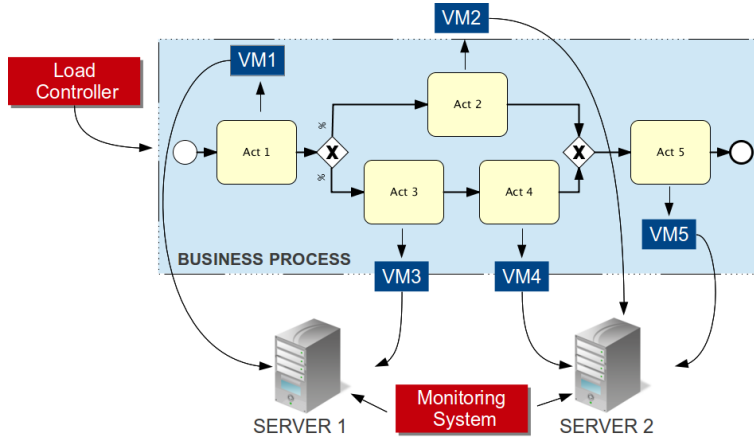 VM2
VM1
Load
Controller
Act 2
%
Act 1
X
X
Act 5
%
Act 3
Act 4
VM5
BUSINESS PROCESS
VM3
VM4
Monitoring
System
SERVER 1
SERVER 2